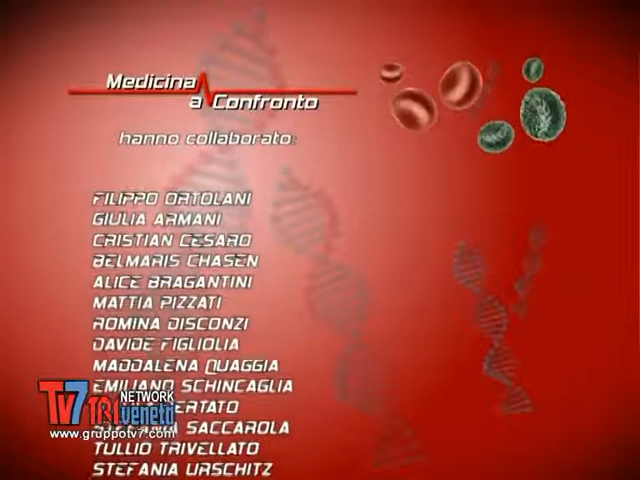 Medicina
a Confronto
hanno collaborato:
FILIPPO ORTOLANI
GIULIA ARMANI
CRISTIAN CESARO
BELMARIS CHASEN
ALICE BRAGANTINI
MATTIA PIZZATI
ROMINA DISCONZI
DAVIDE FIGLIOLIA
MADDALENA QUAGGIA
EMILIANO SCHINCAGLIA
SACCAROLA
TULLIO TRIVELLATO
STEFANIA URSCHITZ
TV7 TRIveneta NETWORK
www.gruppotv7.com